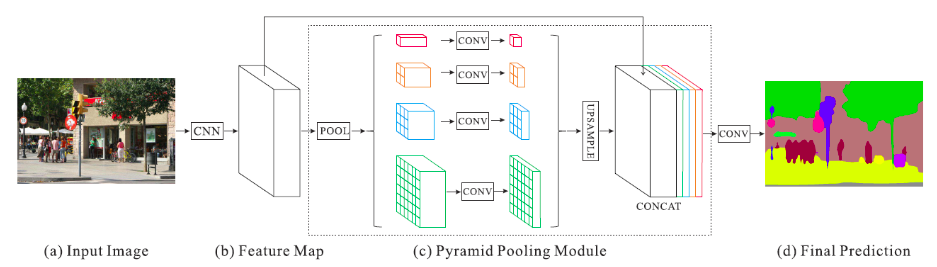 CNN
POOL
CONV
CONV
CONV
CONV
UPSAMPLE
CONCAT
CONV
(a) Input Image
(b) Feature Map
(c) Pyramid Pooling Module
(d) Final Prediction